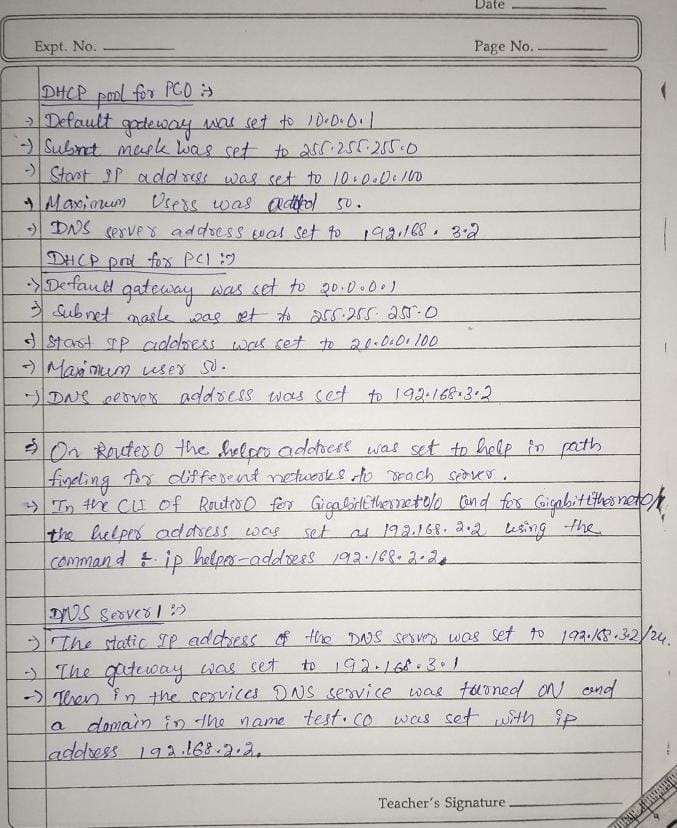 Date
Expt. No.
Page No.
DHCP pool for PC0 :→
→ Default gateway was set to 10.0.0.1
→ Subnet mask was set to 255.255.255.0
→ Start IP address was set to 10.0.0.100
→ Maximum Users was added 50.
→ DNS server address was set to 192.168.3.2
DHCP pool for PC1 :→
→ Default gateway was set to 20.0.0.1
→ Subnet mask was set to 255.255.255.0
→ Start IP address was set to 20.0.0.100
→ Maximum user 50.
→ DNS server address was set to 192.168.3.2
→ On Router0 the helper address was set to help in path
finding for different networks to reach server.
→ In the CLI of Router0 for GigabitEthernet0/0 and for GigabitEthernet0/1
the helper address was set as 192.168.2.2 using the
command : ip helper-address 192.168.2.2.
DNS Server1 :→
→ The static IP address of the DNS server was set to 192.168.3.2/24.
→ The gateway was set to 192.168.3.1
→ Then in the services DNS service was turned ON and
a domain in the name test.co was set with ip
address 192.168.2.2.
Teacher's Signature
9